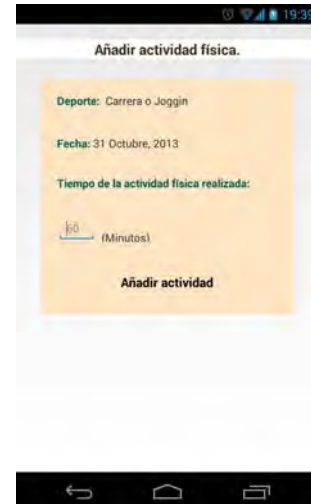 19:39
Añadir actividad física.
Deporte: Carrera o Joggin
Fecha: 31 Octubre, 2013
Tiempo de la actividad física realizada:
60 (Minutos)
Añadir actividad